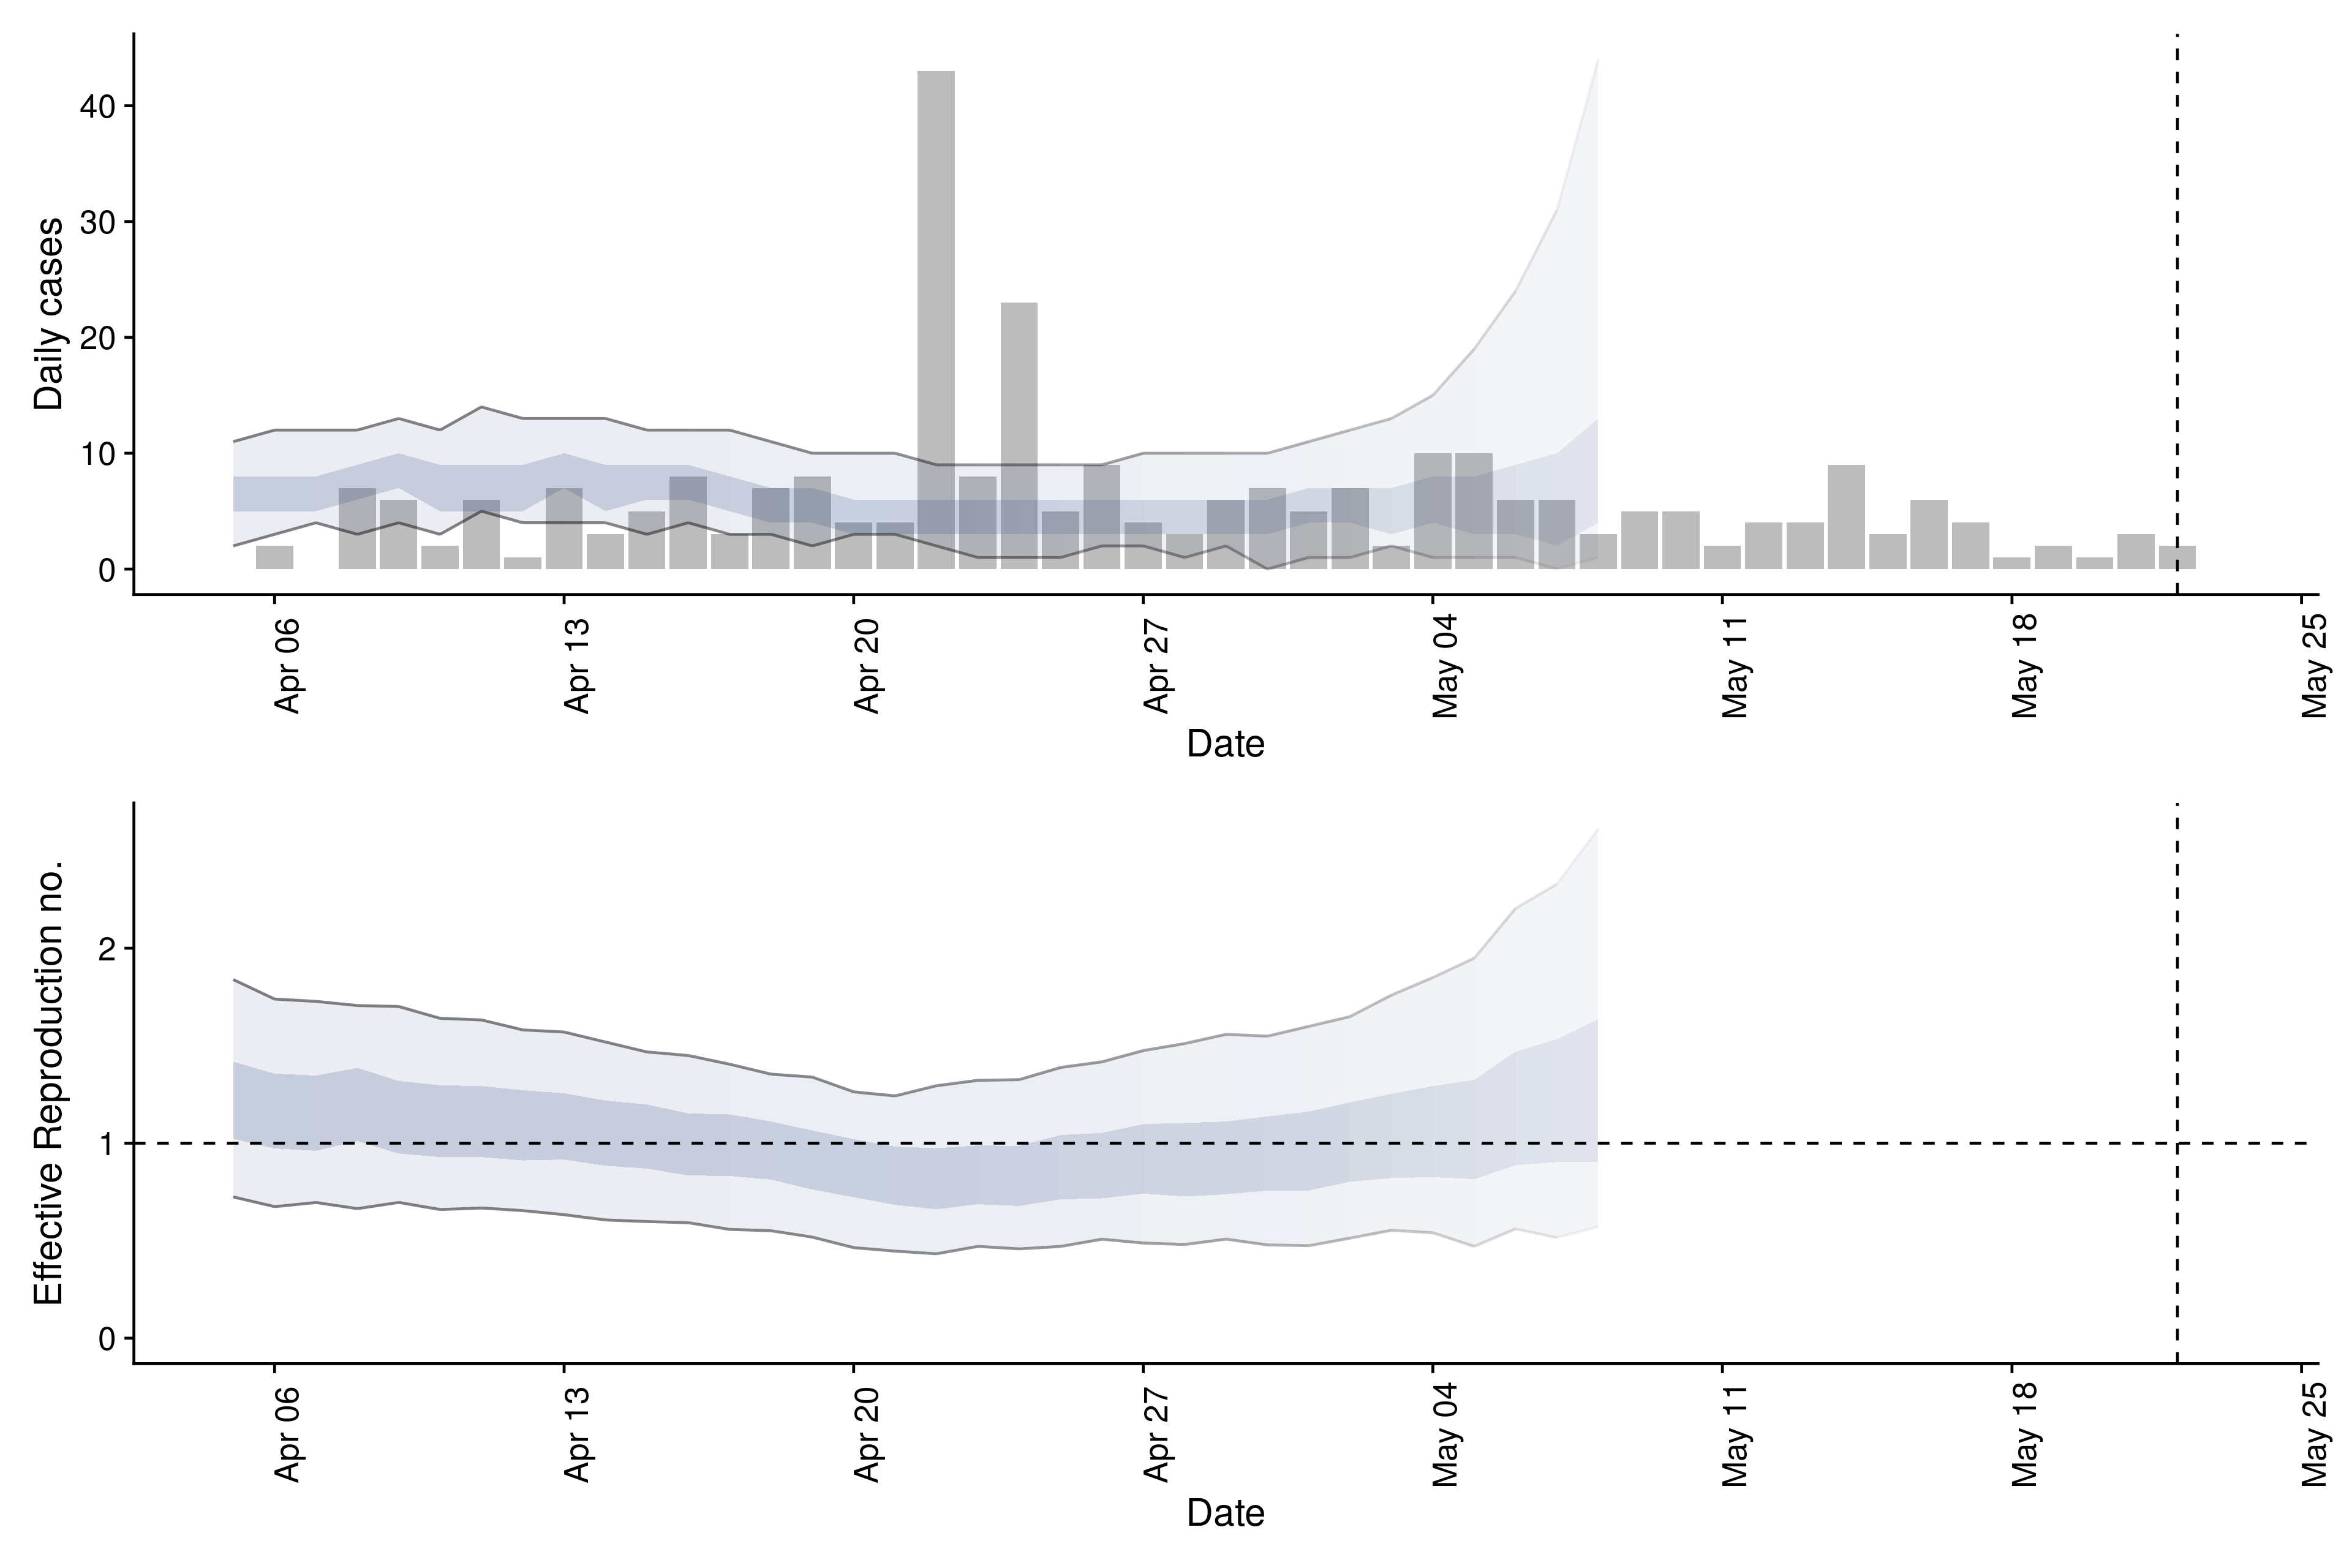 Daily cases
40
30
20
10
0
Apr 06
Apr 13
Apr 20
Apr 27
May 04
May 11
May 18
May 25
Date
Effective Reproduction no.
2
1
0
Apr 06
Apr 13
Apr 20
Apr 27
May 04
May 11
May 18
May 25
Date